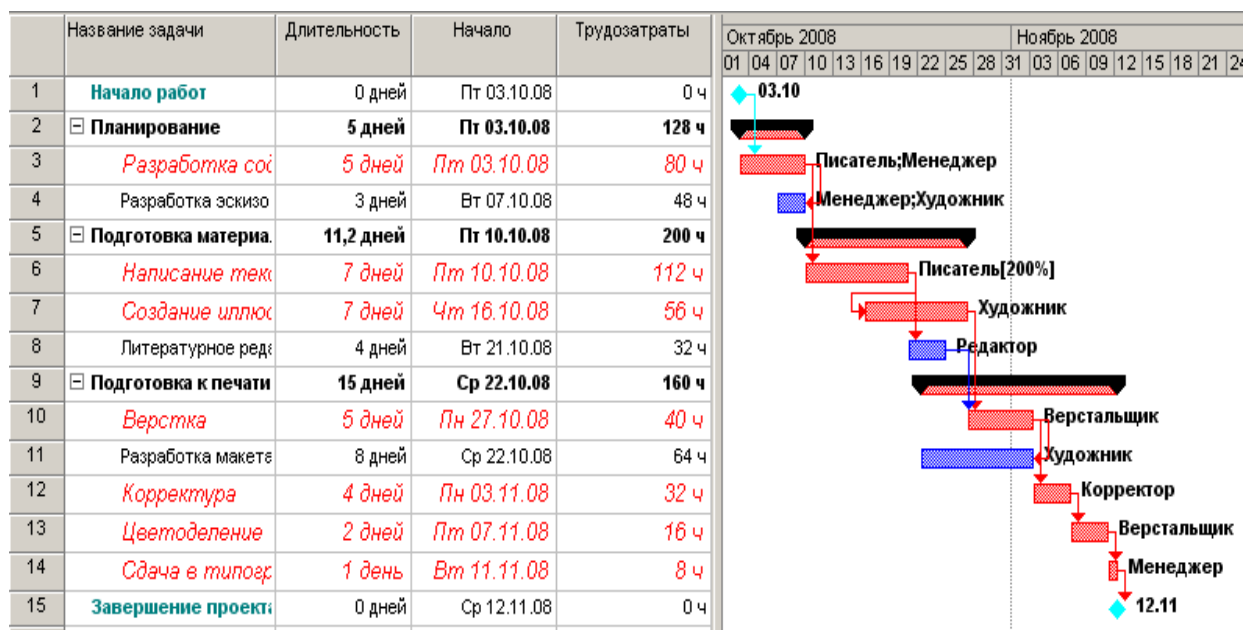 Название задачи Длительность Начало Трудозатраты Октябрь 2008 Ноябрь 2008
01 04 07 10 13 16 19 22 25 28 31 03 06 09 12 15 18 21 24
1 Начало работ 0 дней Пт 03.10.08 0 ч 03.10
2 Планирование 5 дней Пт 03.10.08 128 ч
3 Разработка сод 5 дней Пт 03.10.08 80 ч Писатель;Менеджер
4 Разработка эскизо 3 дней Вт 07.10.08 48 ч Менеджер;Художник
5 Подготовка материа. 11,2 дней Пт 10.10.08 200 ч
6 Написание текс 7 дней Пт 10.10.08 112 ч Писатель[200%]
7 Создание иллюс 7 дней Чт 16.10.08 56 ч Художник
8 Литературное реда 4 дней Вт 21.10.08 32 ч Редактор
9 Подготовка к печати 15 дней Ср 22.10.08 160 ч
10 Верстка 5 дней Пн 27.10.08 40 ч Верстальщик
11 Разработка макета 8 дней Ср 22.10.08 64 ч Художник
12 Корректура 4 дней Пн 03.11.08 32 ч Корректор
13 Цветоделение 2 дней Пт 07.11.08 16 ч Верстальщик
14 Сдача в типогр 1 день Вт 11.11.08 8 ч Менеджер
15 Завершение проекта 0 дней Ср 12.11.08 0 ч 12.11